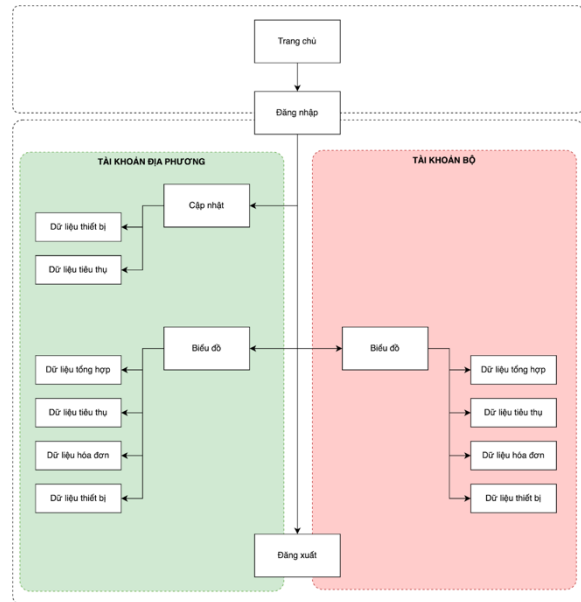 Trang chủ
Đăng nhập
TÀI KHOẢN ĐỊA PHƯƠNG
TÀI KHOẢN BỘ
Cập nhật
Dữ liệu thiết bị
Dữ liệu tiêu thụ
Biểu đồ
Biểu đồ
Dữ liệu tổng hợp
Dữ liệu tiêu thụ
Dữ liệu hóa đơn
Dữ liệu thiết bị
Dữ liệu tổng hợp
Dữ liệu tiêu thụ
Dữ liệu hóa đơn
Dữ liệu thiết bị
Đăng xuất